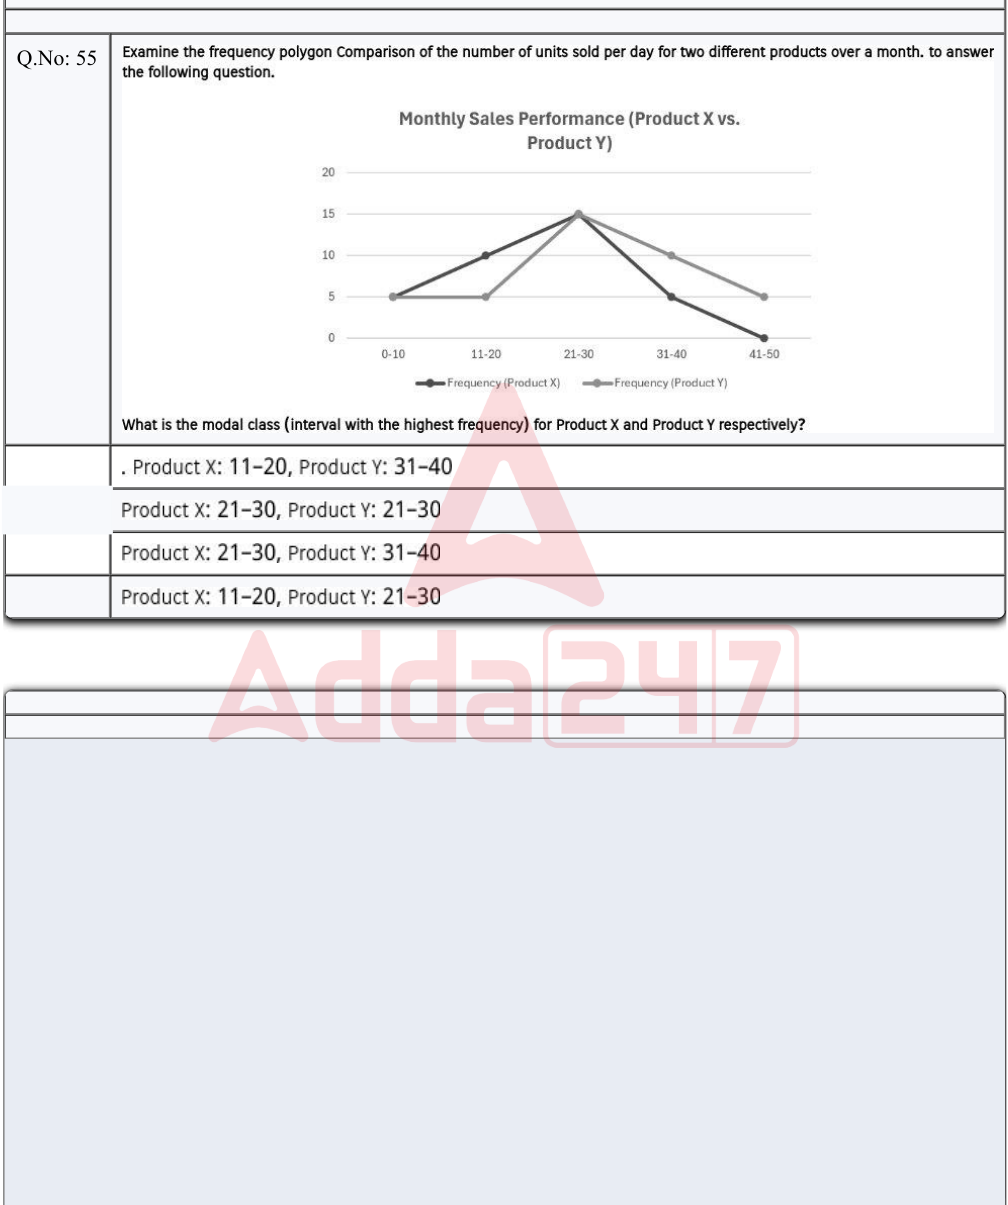 Q.No: 55
Examine the frequency polygon Comparison of the number of units sold per day for two different products over a month. to answer
the following question.
Monthly Sales Performance (Product X vs.
Product Y)
20
15
10
5
0
0-10 11-20 21-30 31-40 41-50
Frequency (Product X) Frequency (Product Y)
What is the modal class (interval with the highest frequency) for Product X and Product Y respectively?
. Product X: 11–20, Product Y: 31–40
Product X: 21–30, Product Y: 21–30
Product X: 21–30, Product Y: 31–40
Product X: 11–20, Product Y: 21–30
Adda247